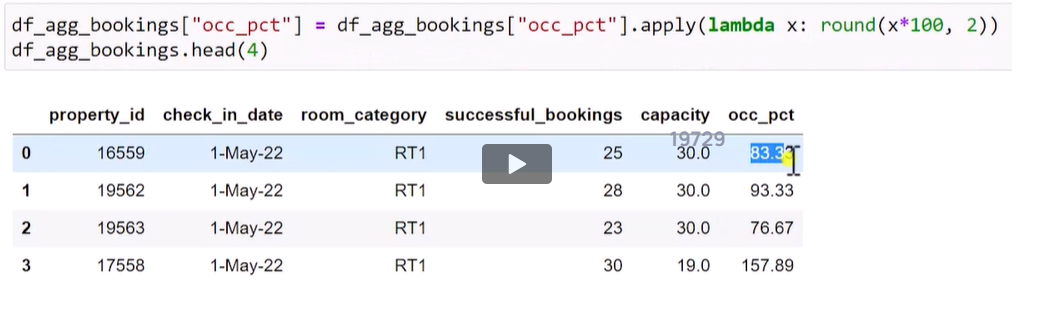 df_agg_bookings["occ_pct"] = df_agg_bookings["occ_pct"].apply(lambda x: round(x*100, 2))
df_agg_bookings.head(4)
property_id check_in_date room_category successful_bookings capacity occ_pct
19729
0 16559 1-May-22 RT1 25 30.0 83.33
1 19562 1-May-22 RT1 28 30.0 93.33
2 19563 1-May-22 RT1 23 30.0 76.67
3 17558 1-May-22 RT1 30 19.0 157.89